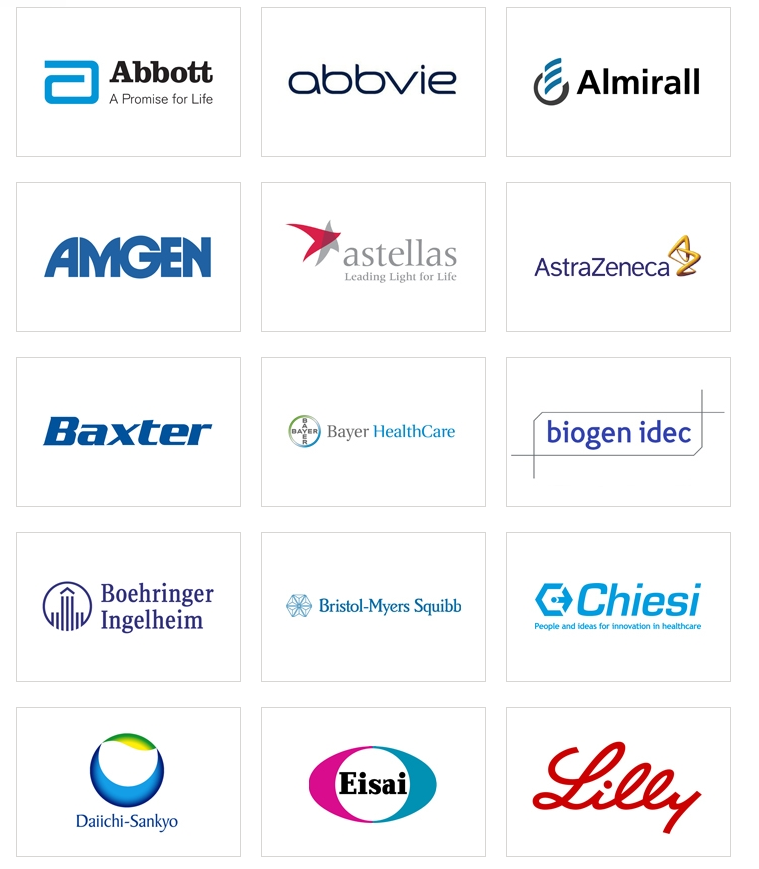 Abbott
A Promise for Life
abbvie
Almirall
AMGEN
astellas
Leading Light for Life
AstraZeneca
Baxter
BAYER
BAYER
Bayer HealthCare
biogen idec
Boehringer
Ingelheim
Bristol-Myers Squibb
Chiesi
People and ideas for innovation in healthcare
Daiichi-Sankyo
Eisai
Lilly